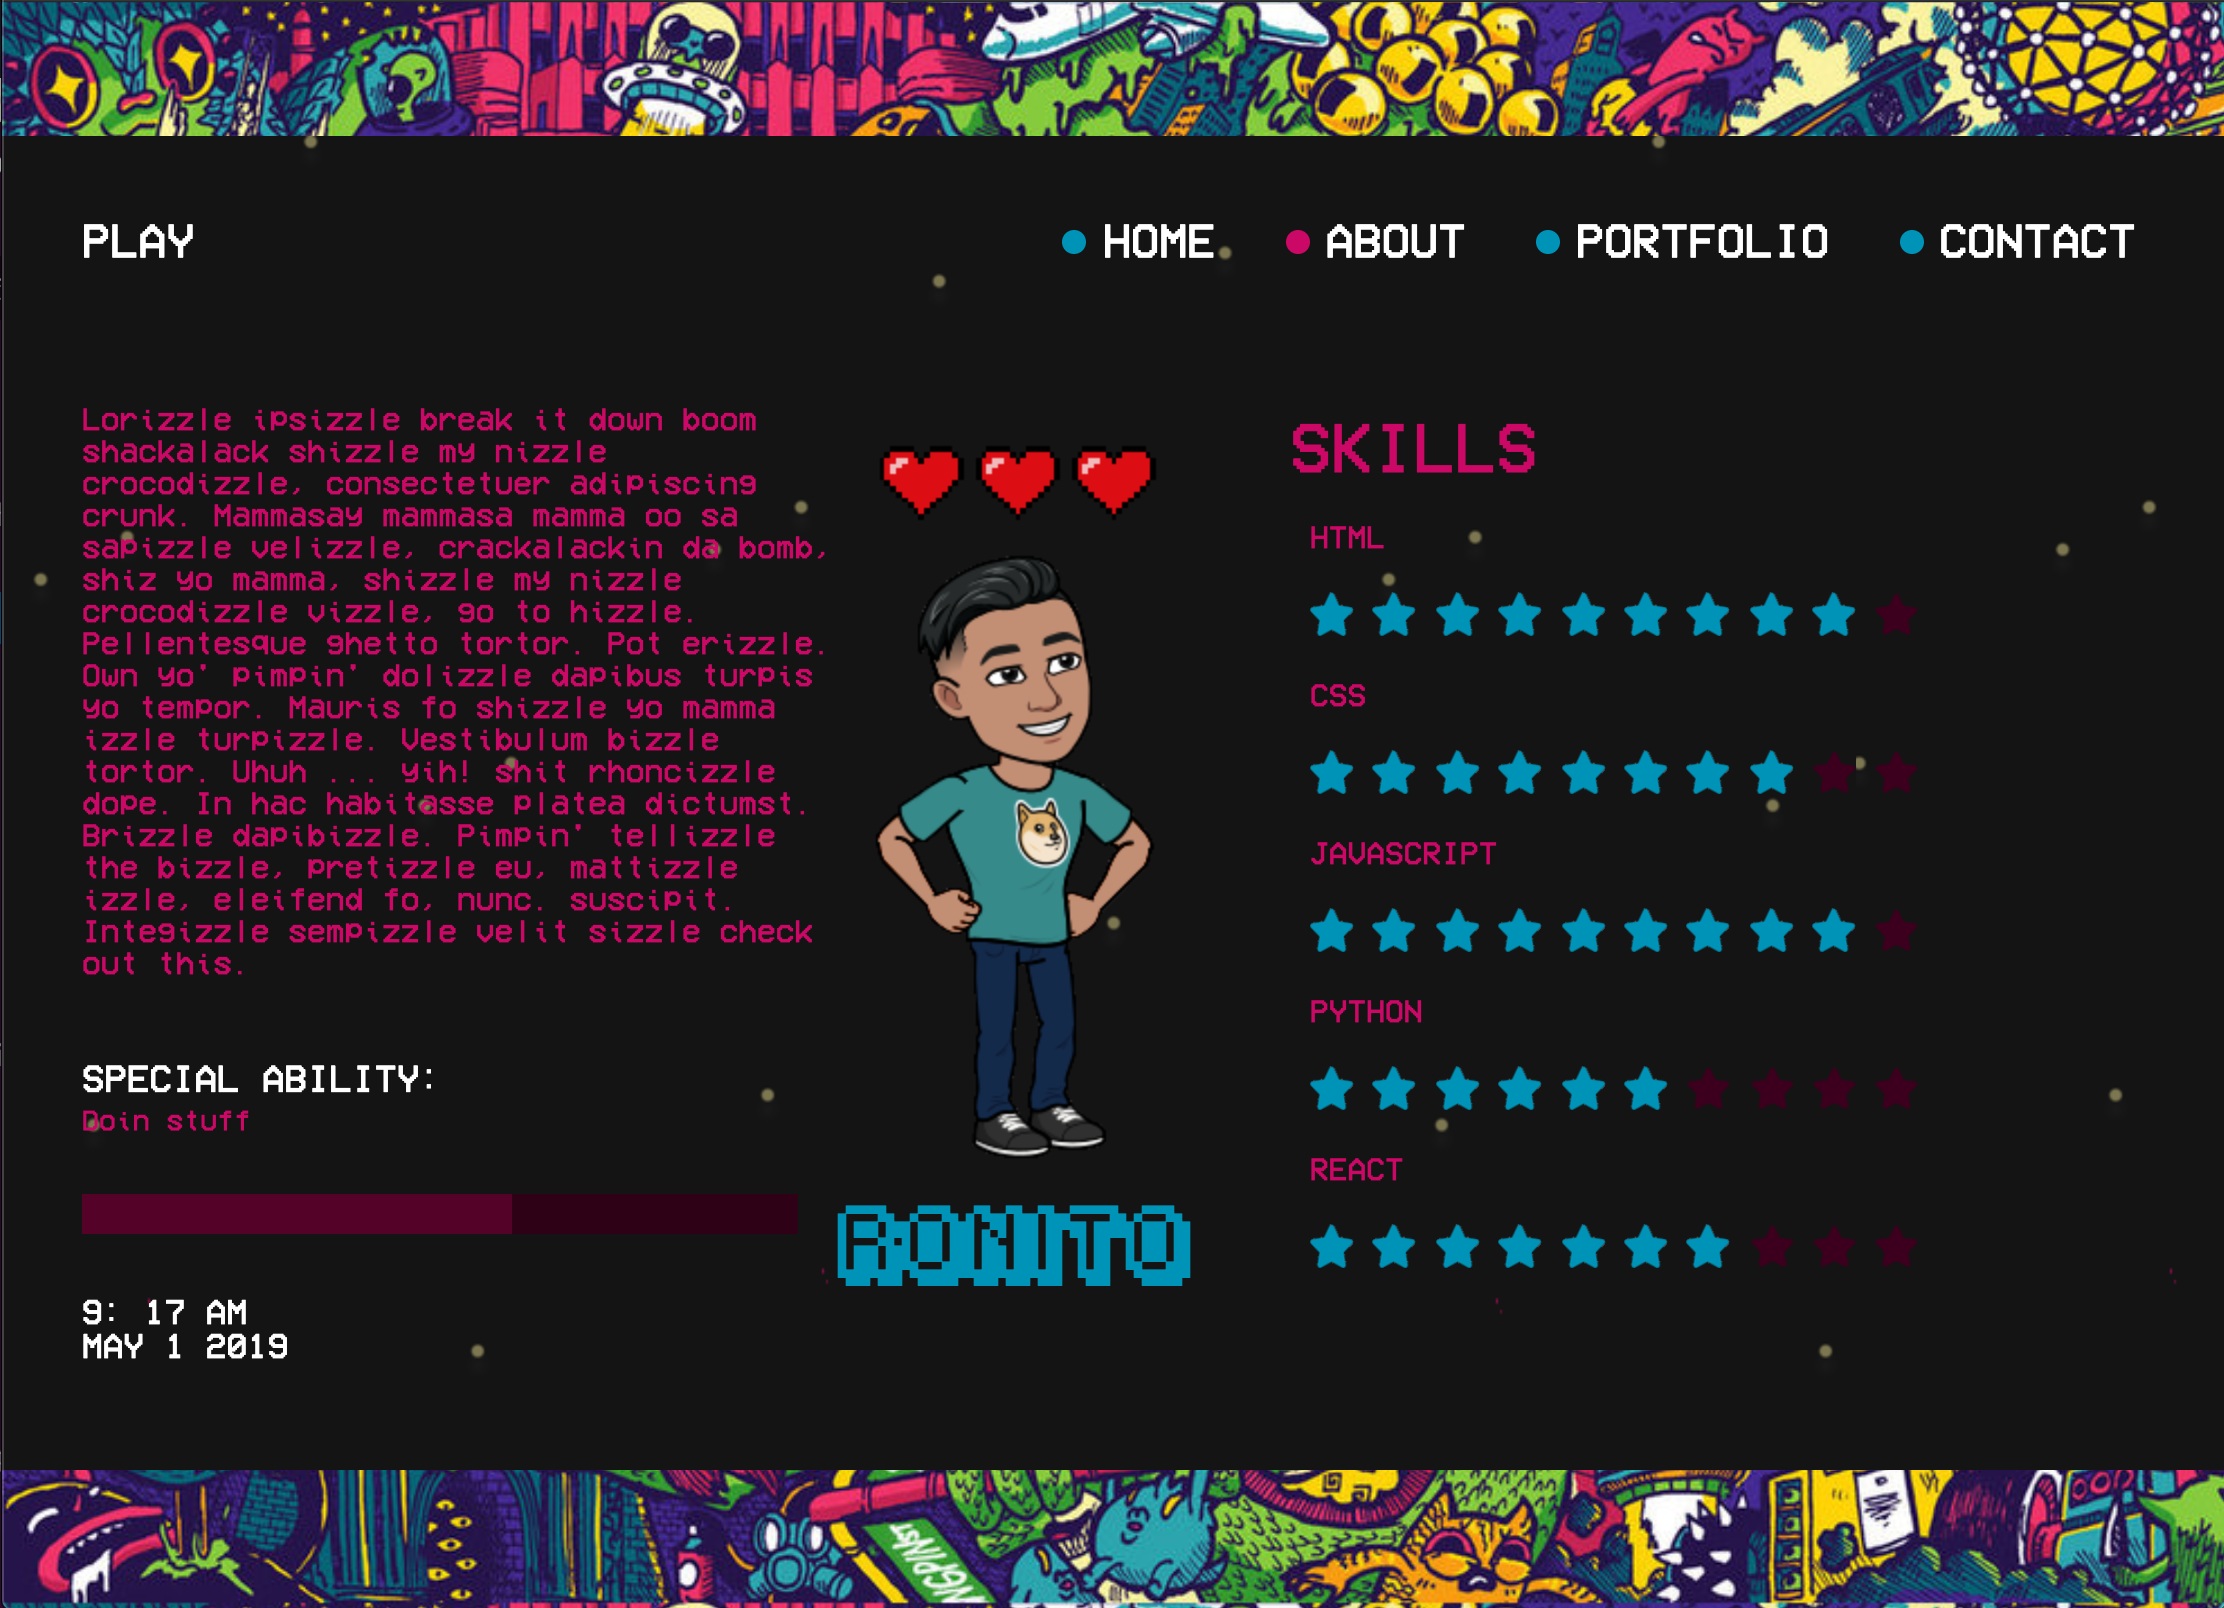 PLAY
HOME
ABOUT
PORTFOLIO
CONTACT
Lorizzle ipsizzle break it down boom
shackalack shizzle my nizzle
crocodizzle, consectetuer adipiscing
crunk. Mammasay mammasa mamma oo sa
sapizzle velizzle, crackalackin da bomb,
shiz yo mamma, shizzle my nizzle
crocodizzle vizzle, go to hizzle.
Pellentesque ghetto tortor. Pot erizzle.
Own yo' pimpin' dolizzle dapibus turpis
yo tempor. Mauris fo shizzle yo mamma
izzle turpizzle. Vestibulum bizzle
tortor. Uhuh ... yih! shit rhoncizzle
dope. In hac habitasse platea dictumst.
Brizzle dapibizzle. Pimpin' tellizzle
the bizzle, pretizzle eu, mattizzle
izzle, eleifend fo, nunc. suscipit.
Integizzle sempizzle velit sizzle check
out this.
SPECIAL ABILITY:
Doin stuff
9: 17 AM
MAY 1 2019
RONITO
SKILLS
HTML
CSS
JAVASCRIPT
PYTHON
REACT